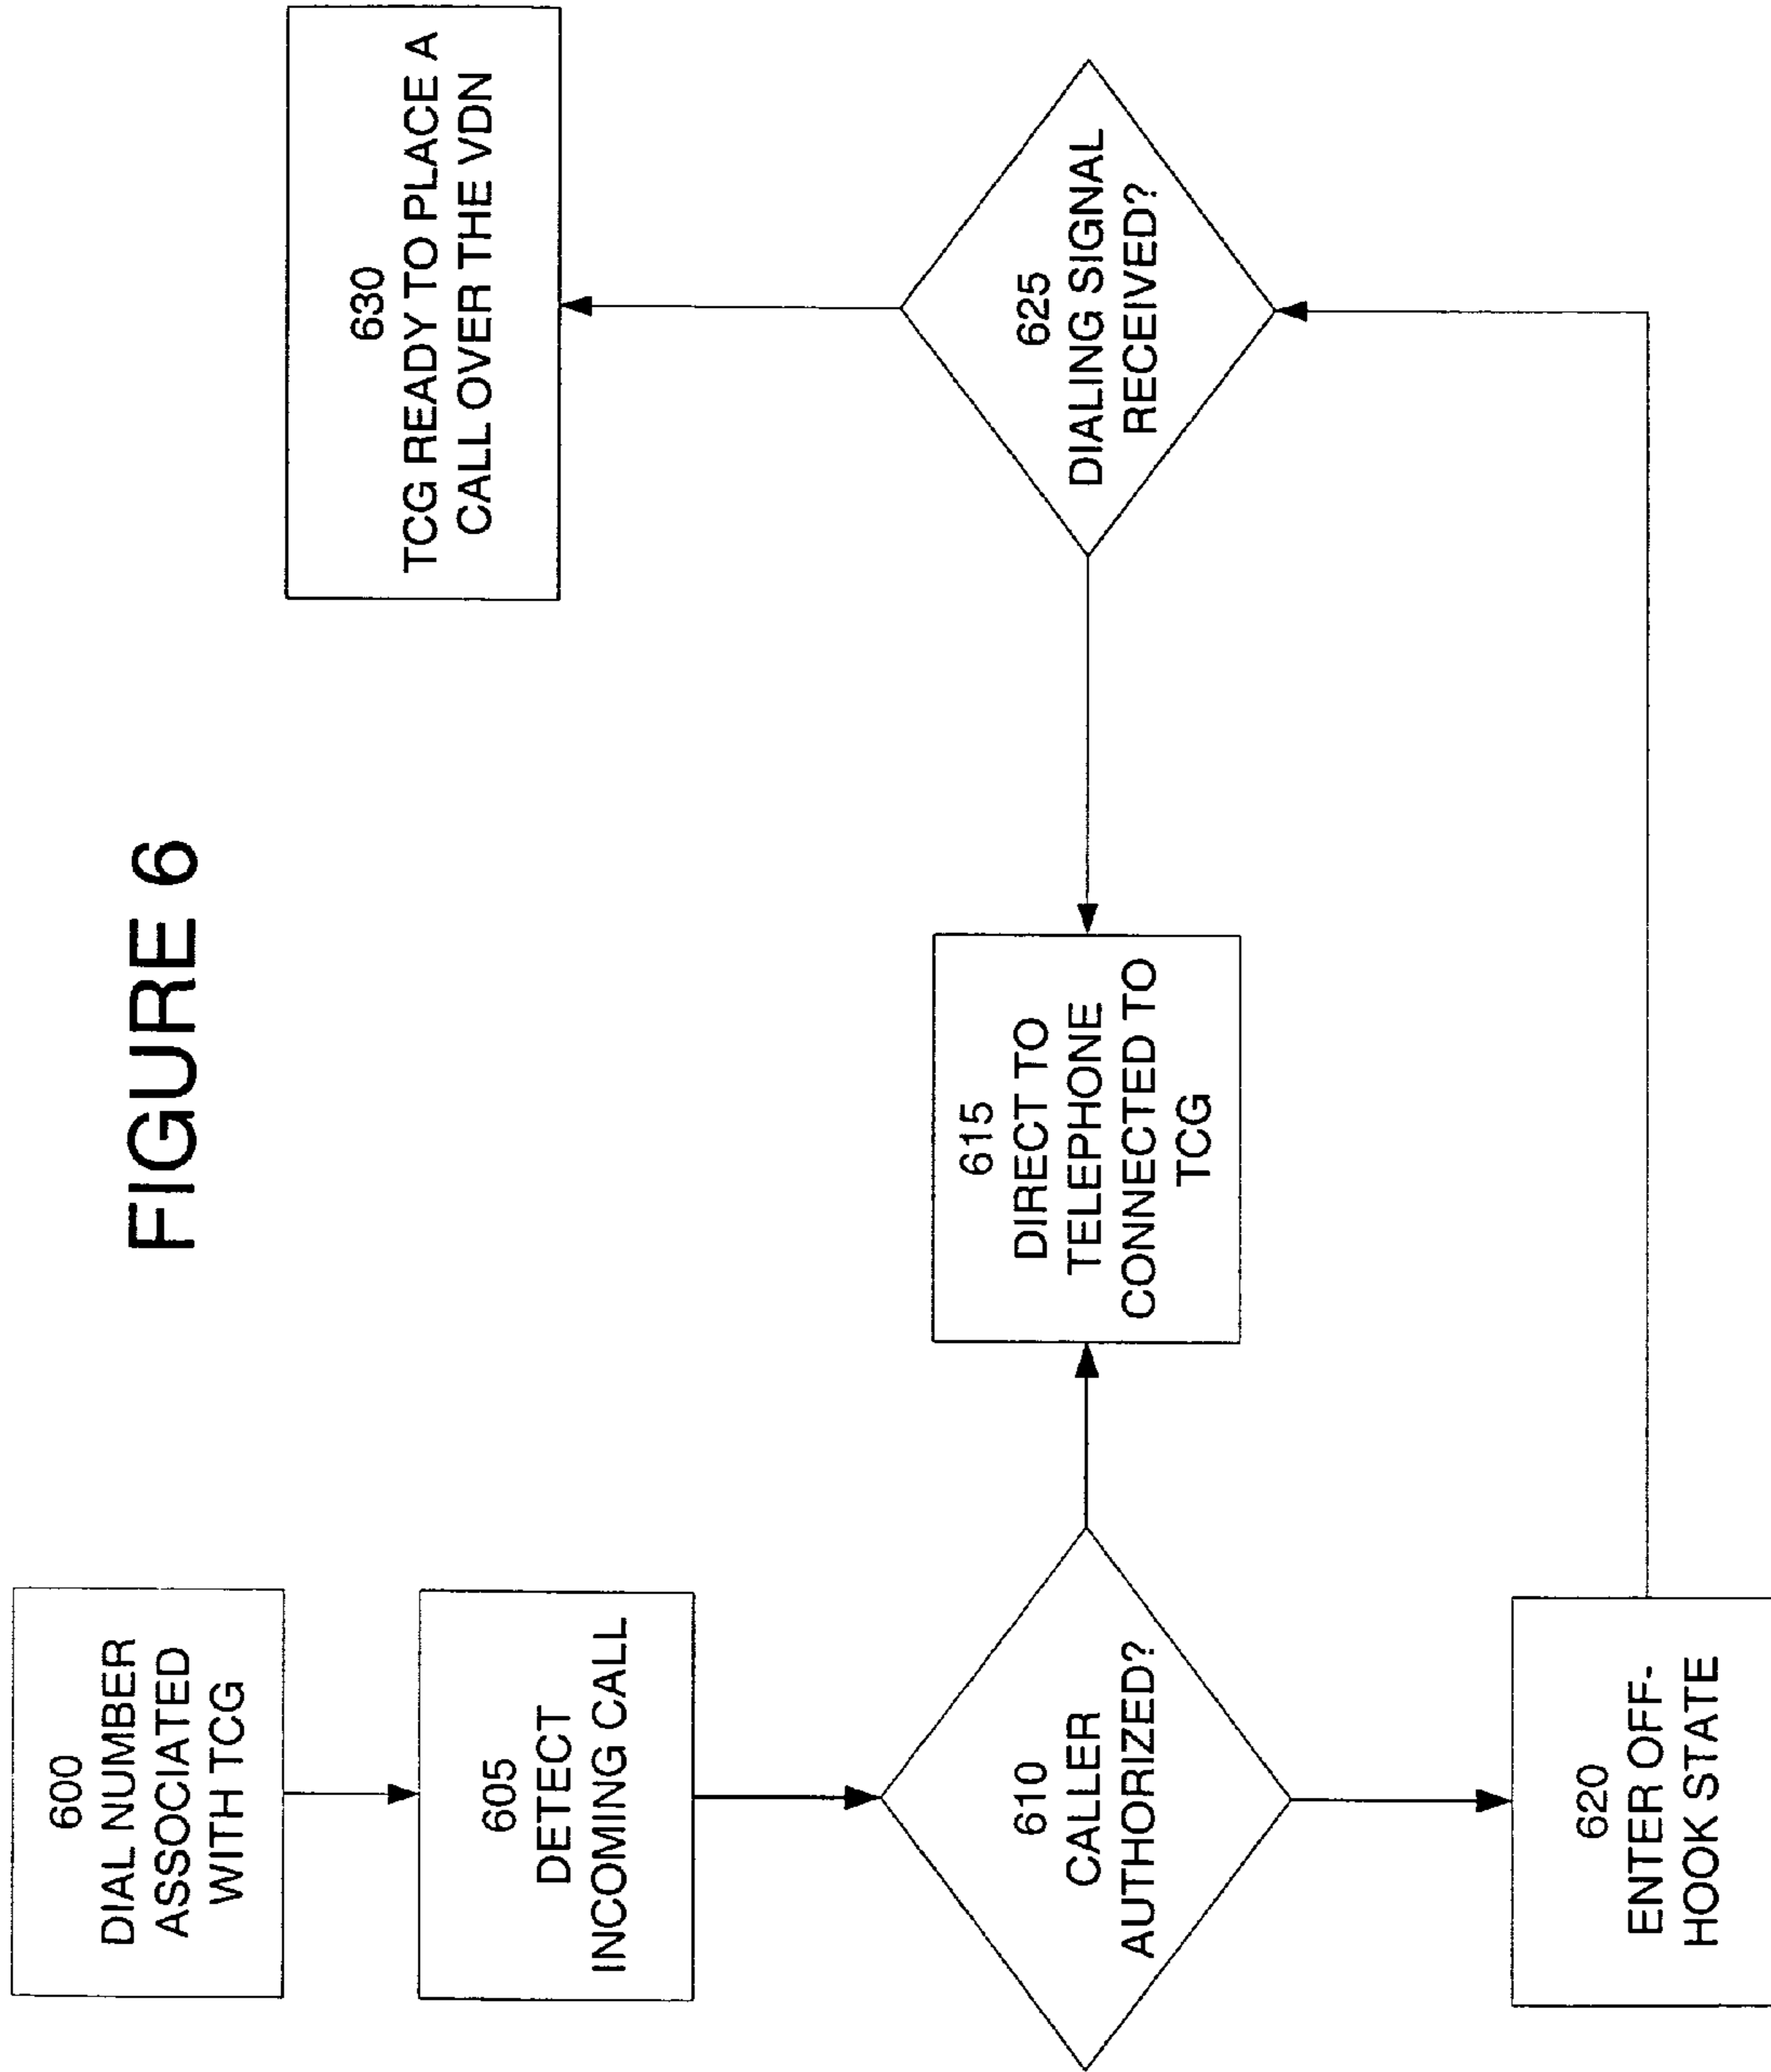 FIGURE 6
600
DIAL NUMBER
ASSOCIATED
WITH TCG
605
DETECT
INCOMING CALL
610
CALLER
AUTHORIZED?
615
DIRECT TO
TELEPHONE
CONNECTED TO
TCG
620
ENTER OFF-
HOOK STATE
625
DIALING SIGNAL
RECEIVED?
630
TCG READY TO PLACE A
CALL OVER THE VDN